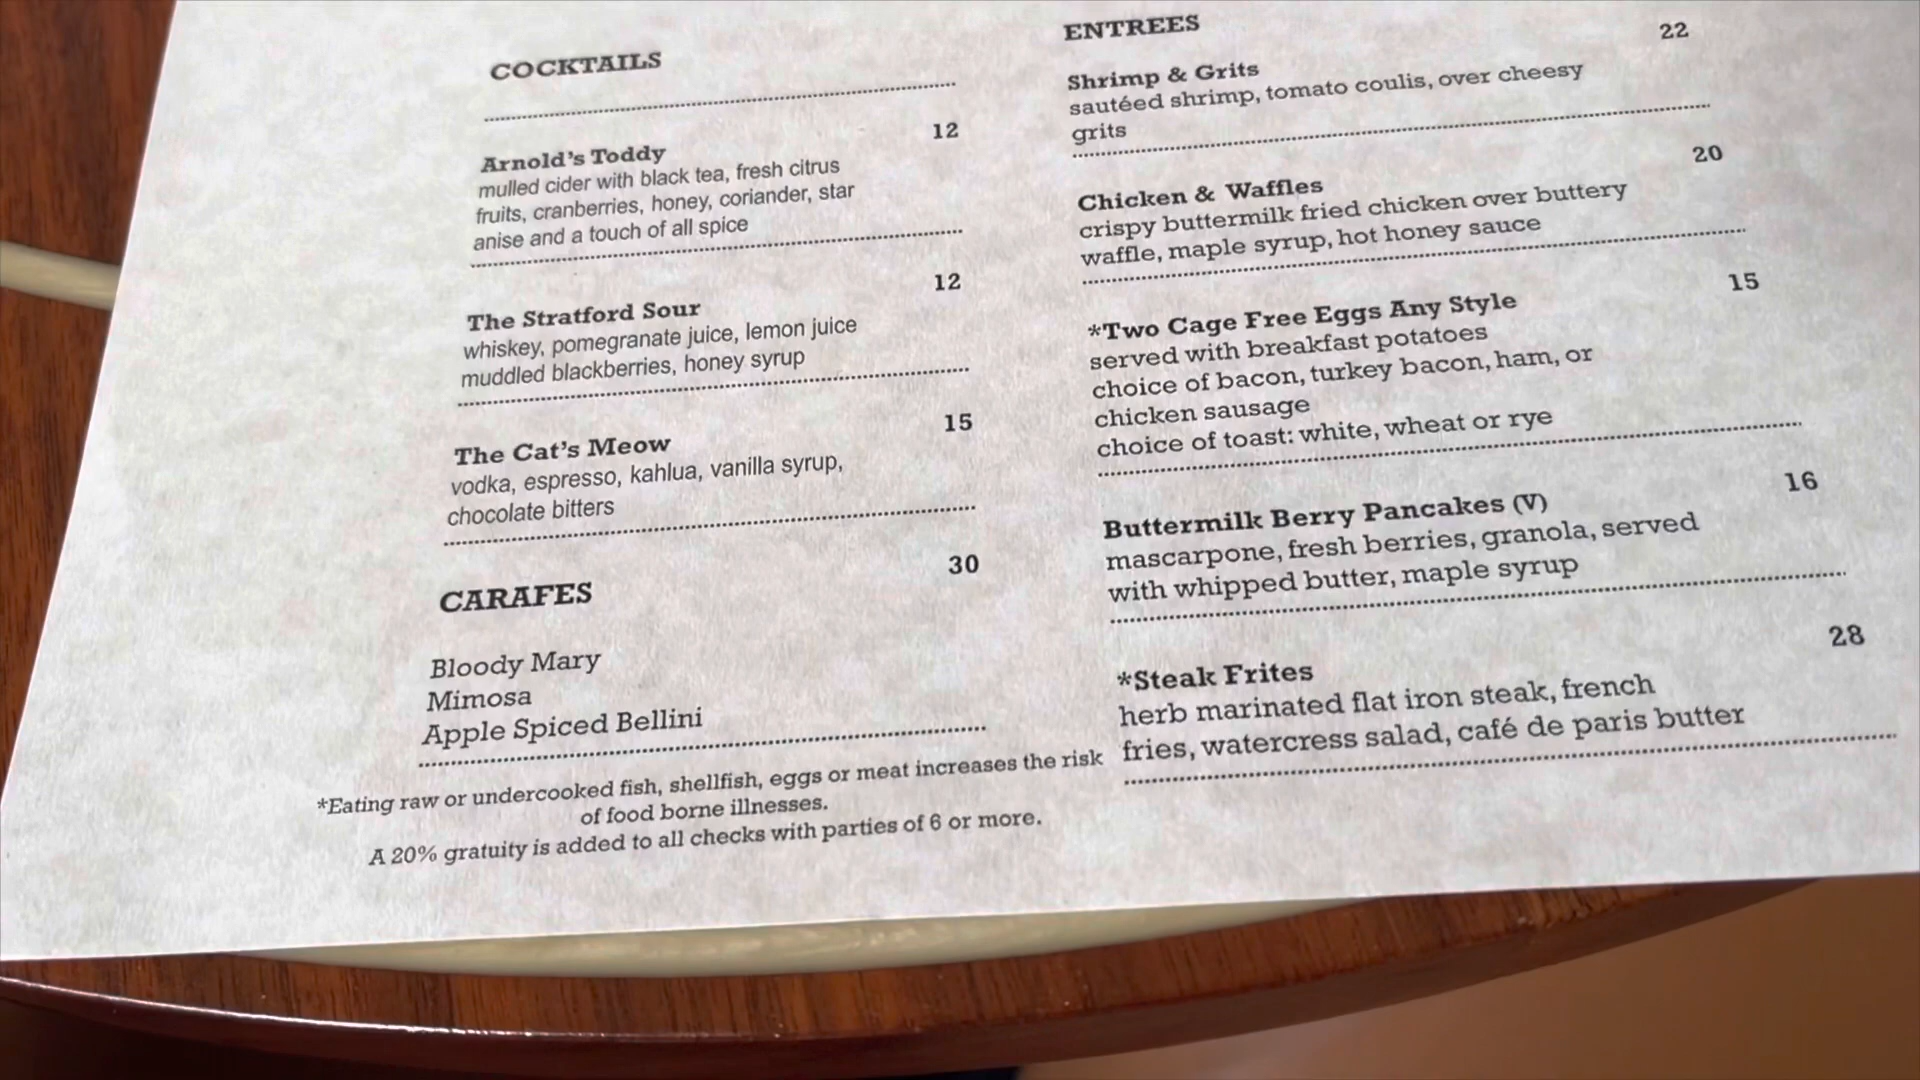 COCKTAILS
12
Arnold's Toddy
mulled cider with black tea, fresh citrus
fruits, cranberries, honey, coriander, star
anise and a touch of all spice
12
The Stratford Sour
whiskey, pomegranate juice, lemon juice
muddled blackberries, honey syrup
15
The Cat's Meow
vodka, espresso, kahlua, vanilla syrup,
chocolate bitters
30
CARAFES
Bloody Mary
Mimosa
Apple Spiced Bellini
*Eating raw or undercooked fish, shellfish, eggs or meat increases the risk
of food borne illnesses.
A 20% gratuity is added to all checks with parties of 6 or more.
ENTREES
22
Shrimp & Grits
sautéed shrimp, tomato coulis, over cheesy
grits
20
Chicken & Waffles
crispy buttermilk fried chicken over buttery
waffle, maple syrup, hot honey sauce
15
*Two Cage Free Eggs Any Style
served with breakfast potatoes
choice of bacon, turkey bacon, ham, or
chicken sausage
choice of toast: white, wheat or rye
16
Buttermilk Berry Pancakes (V)
mascarpone, fresh berries, granola, served
with whipped butter, maple syrup
28
*Steak Frites
herb marinated flat iron steak, french
fries, watercress salad, café de paris butter